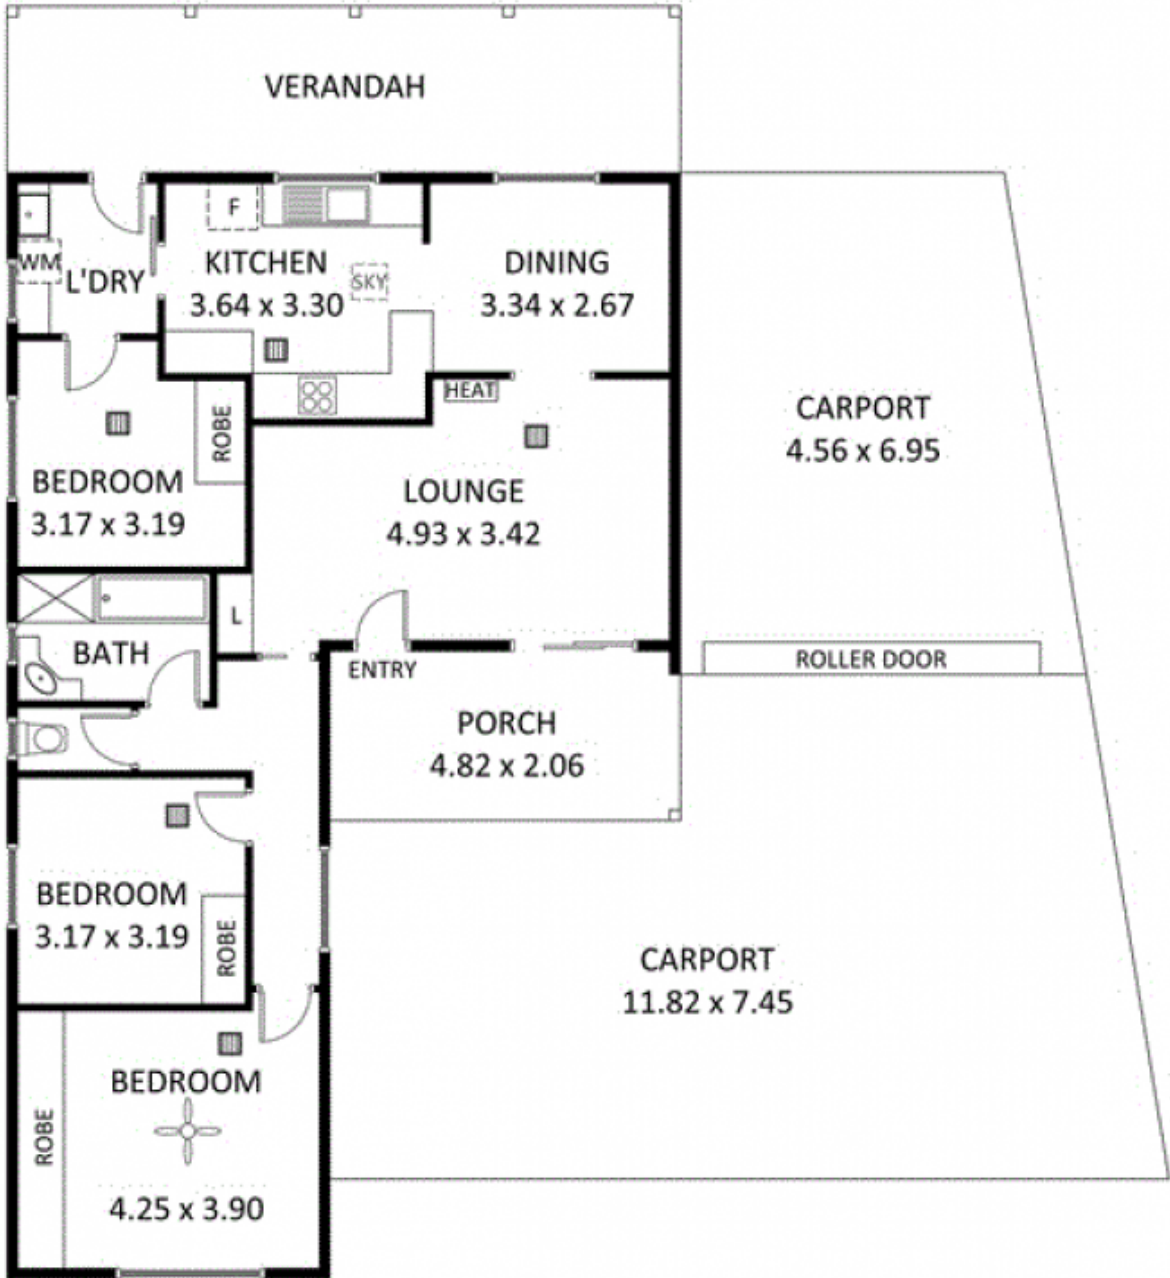 VERANDAH
F
WM
L'DRY
KITCHEN
3.64 x 3.30
SKY
DINING
3.34 x 2.67
HEAT
ROBE
BEDROOM
3.17 x 3.19
LOUNGE
4.93 x 3.42
CARPORT
4.56 x 6.95
L
BATH
ENTRY
ROLLER DOOR
PORCH
4.82 x 2.06
BEDROOM
3.17 x 3.19
ROBE
CARPORT
11.82 x 7.45
BEDROOM
ROBE
4.25 x 3.90